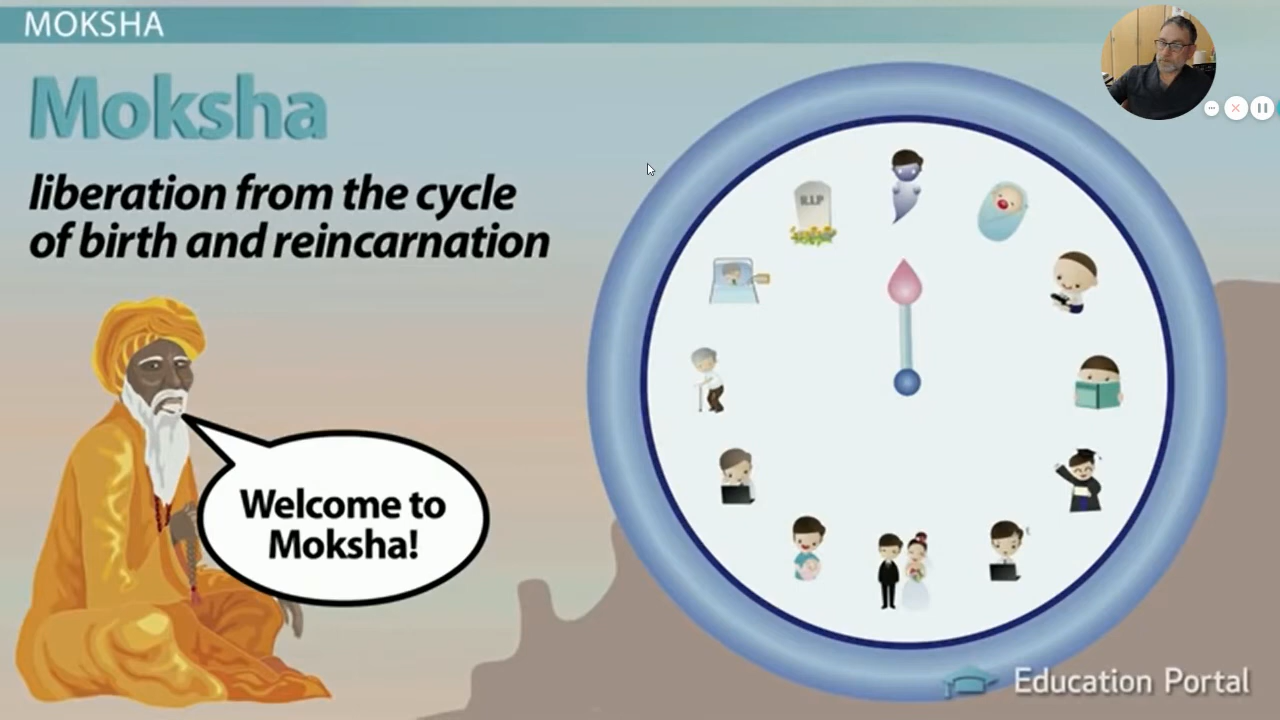 MOKSHA
Moksha
liberation from the cycle
of birth and reincarnation
R.I.P
Welcome to
Moksha!
Education Portal